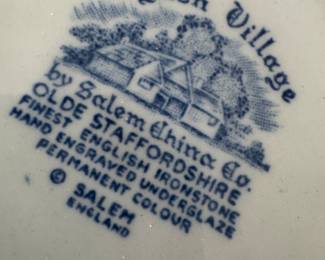 Village
by Salem China Co.
OLDE STAFFORDSHIRE
FINEST ENGLISH IRONSTONE
HAND ENGRAVED UNDERGLAZE
PERMANENT COLOUR
© SALEM
ENGLAND